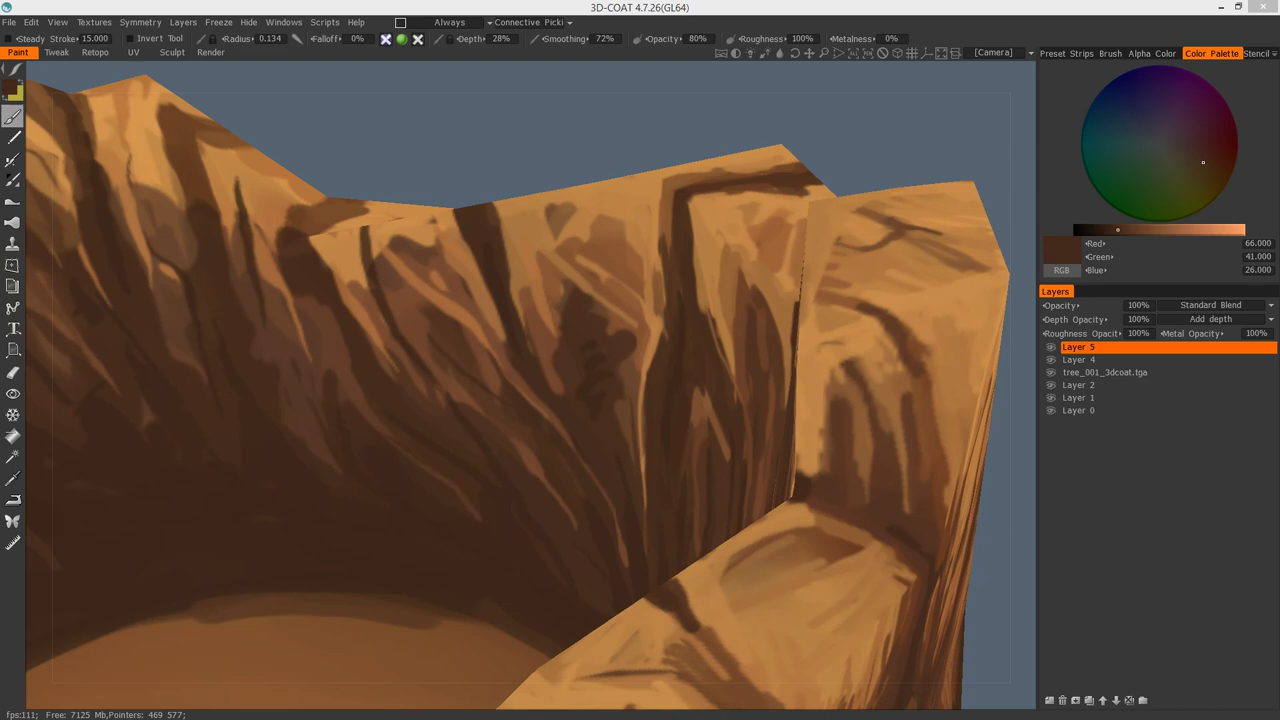 3D-COAT 4.7.26(GL64)
File Edit View Textures Symmetry Layers Freeze Hide Windows Scripts Help Always Connective Picki
Steady Stroke 15.000 Invert Tool Radius 0.134 Falloff 0% Depth 28% Smoothing 72% Opacity 80% Roughness 100% Metalness 0%
Paint Tweak Retopo UV Sculpt Render [Camera] Preset Strips Brush Alpha Color Color Palette Stencil
Red 66.000
Green 41.000
RGB Blue 26.000
Layers
Opacity 100% Standard Blend
Depth Opacity 100% Add depth
Roughness Opacit 100% Metal Opacity 100%
Layer 5
Layer 4
tree_001_3dcoat.tga
Layer 2
Layer 1
Layer 0
fps:111; Free: 7125 Mb,Pointers: 469 577;